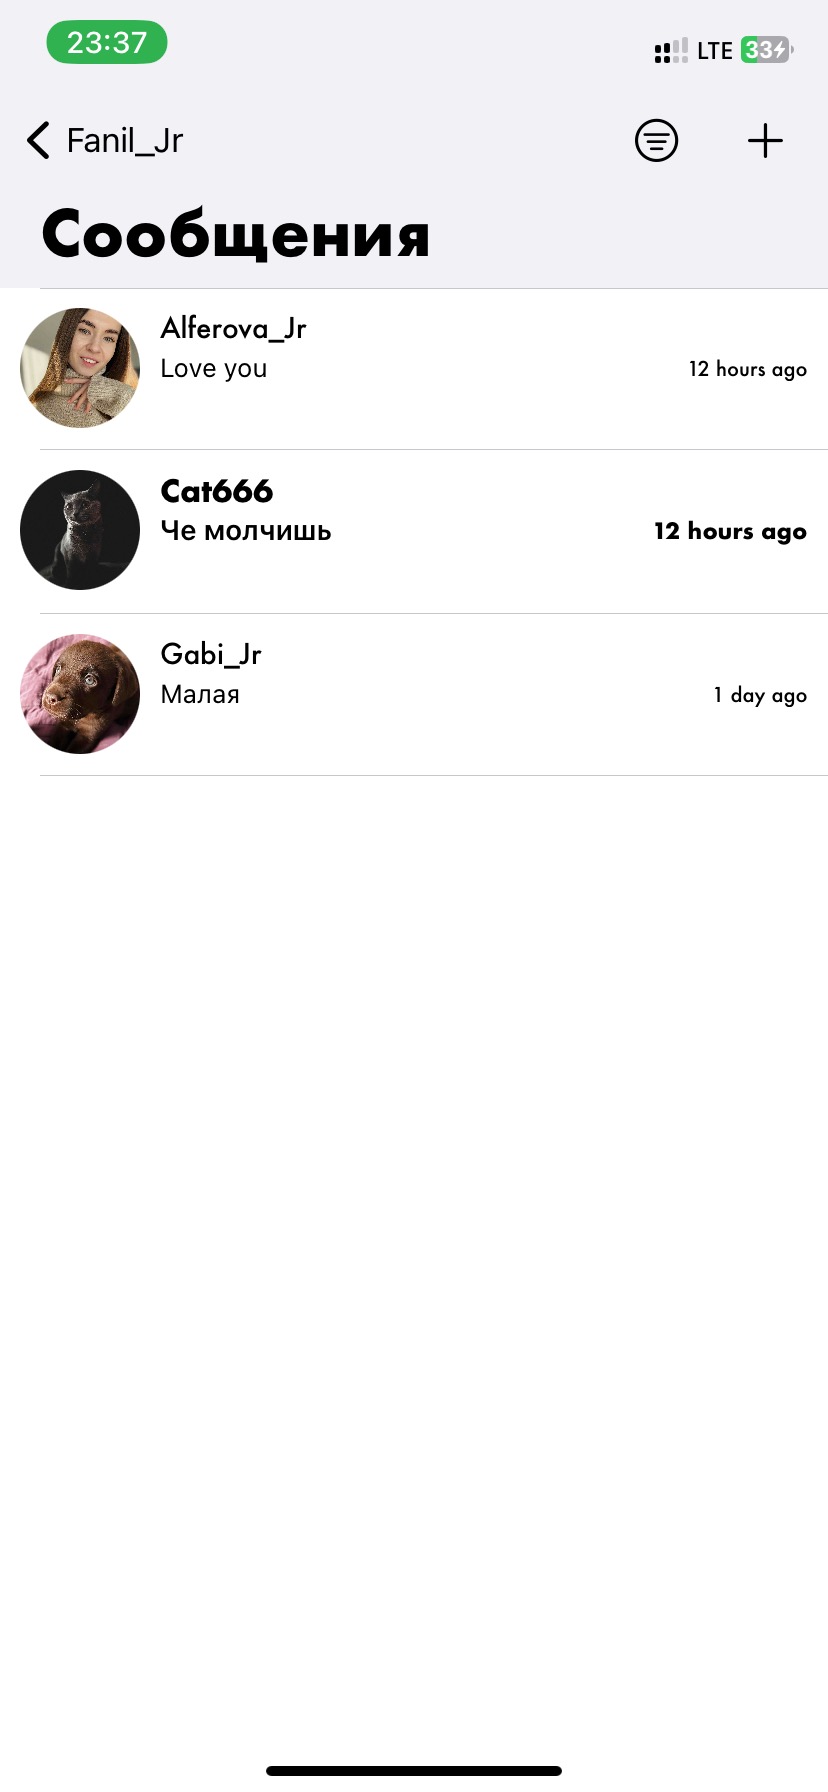 23:37
LTE 33
Fanil_Jr
Сообщения
Alferova_Jr
Love you
12 hours ago
Cat666
Че молчишь
12 hours ago
Gabi_Jr
Малая
1 day ago